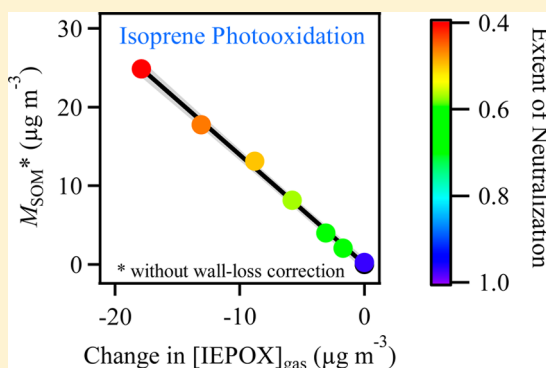 Isoprene Photooxidation
30
20
10
0
M_SOM* (µg m⁻³)
* without wall-loss correction
-20
-10
0
Change in [IEPOX]gas (µg m⁻³)
0.4
0.6
0.8
1.0
Extent of Neutralization